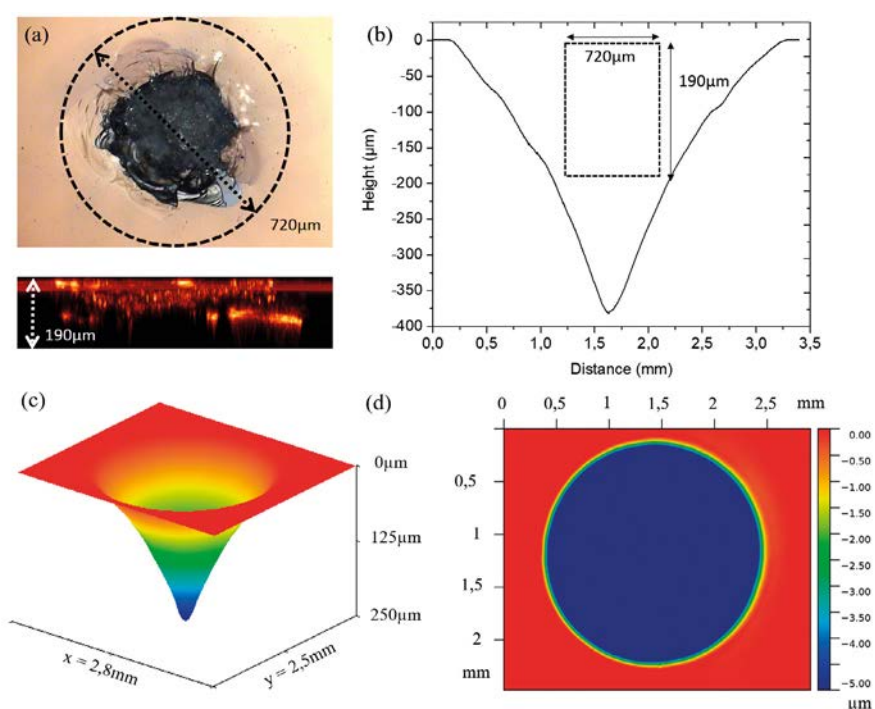 (a)
720µm
190µm
(b)
0
-50
-100
-150
-200
-250
-300
-350
-400
Height (µm)
720µm
190µm
0,0
0,5
1,0
1,5
2,0
2,5
3,0
3,5
Distance (mm)
(c)
0µm
125µm
250µm
x = 2,8mm
y = 2,5mm
(d)
0 0,5 1 1,5 2 2,5 mm
0,5
1
1,5
2
mm
0.00
-0.50
-1.00
-1.50
-2.00
-2.50
-3.00
-3.50
-4.00
-5.00
µm